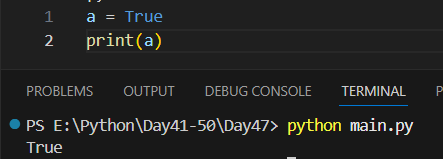 1 a = True
2 print(a)
PROBLEMS OUTPUT DEBUG CONSOLE TERMINAL
PS E:\Python\Day41-50\Day47> python main.py
True